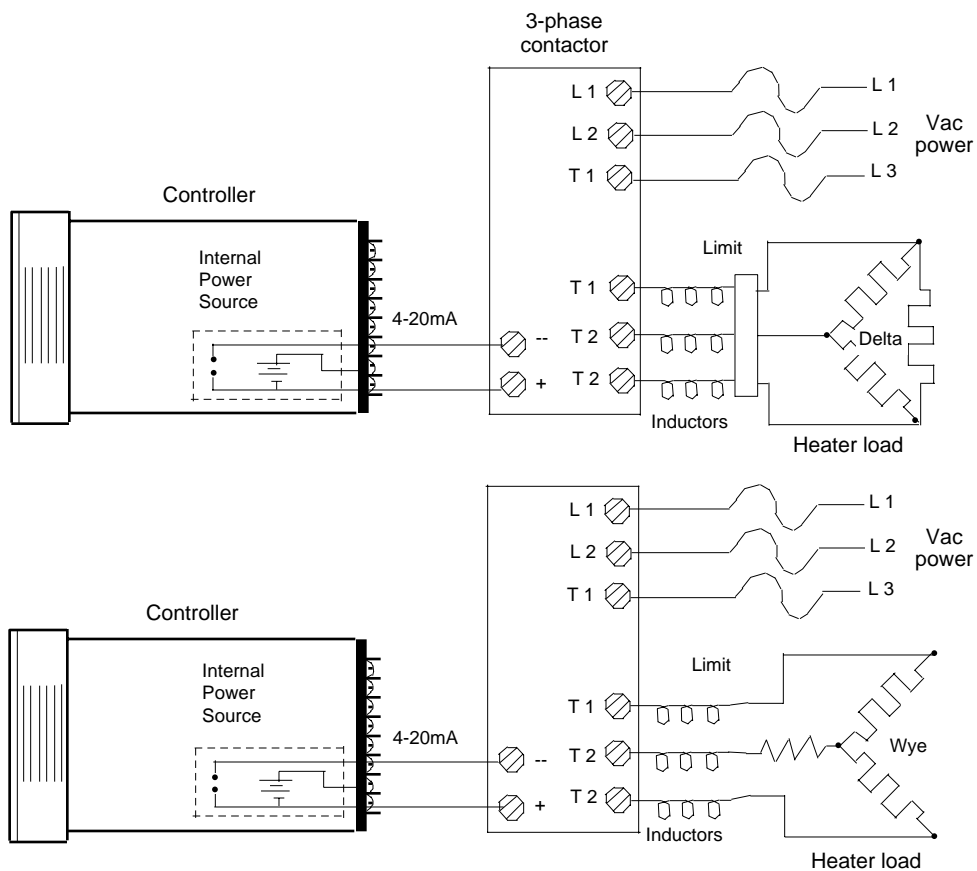 3-phase
contactor
L 1
L 1
L 2
L 2
Vac
power
T 1
L 3
Controller
Internal
Power
Source
Limit
T 1
4-20mA
--
T 2
Delta
+
T 2
Inductors
Heater load
L 1
L 1
L 2
L 2
Vac
power
T 1
L 3
Controller
Internal
Power
Source
Limit
T 1
4-20mA
--
T 2
Wye
+
T 2
Inductors
Heater load